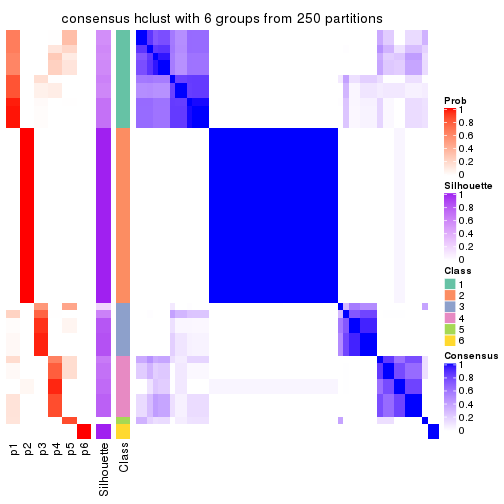 consensus hclust with 6 groups from 250 partitions
Prob
1
0.8
0.6
0.4
0.2
0
Silhouette
1
0.8
0.6
0.4
0.2
0
Class
1
2
3
4
5
6
Consensus
1
0.8
0.6
0.4
0.2
0
p1
p2
p3
p4
p5
p6
Silhouette
Class